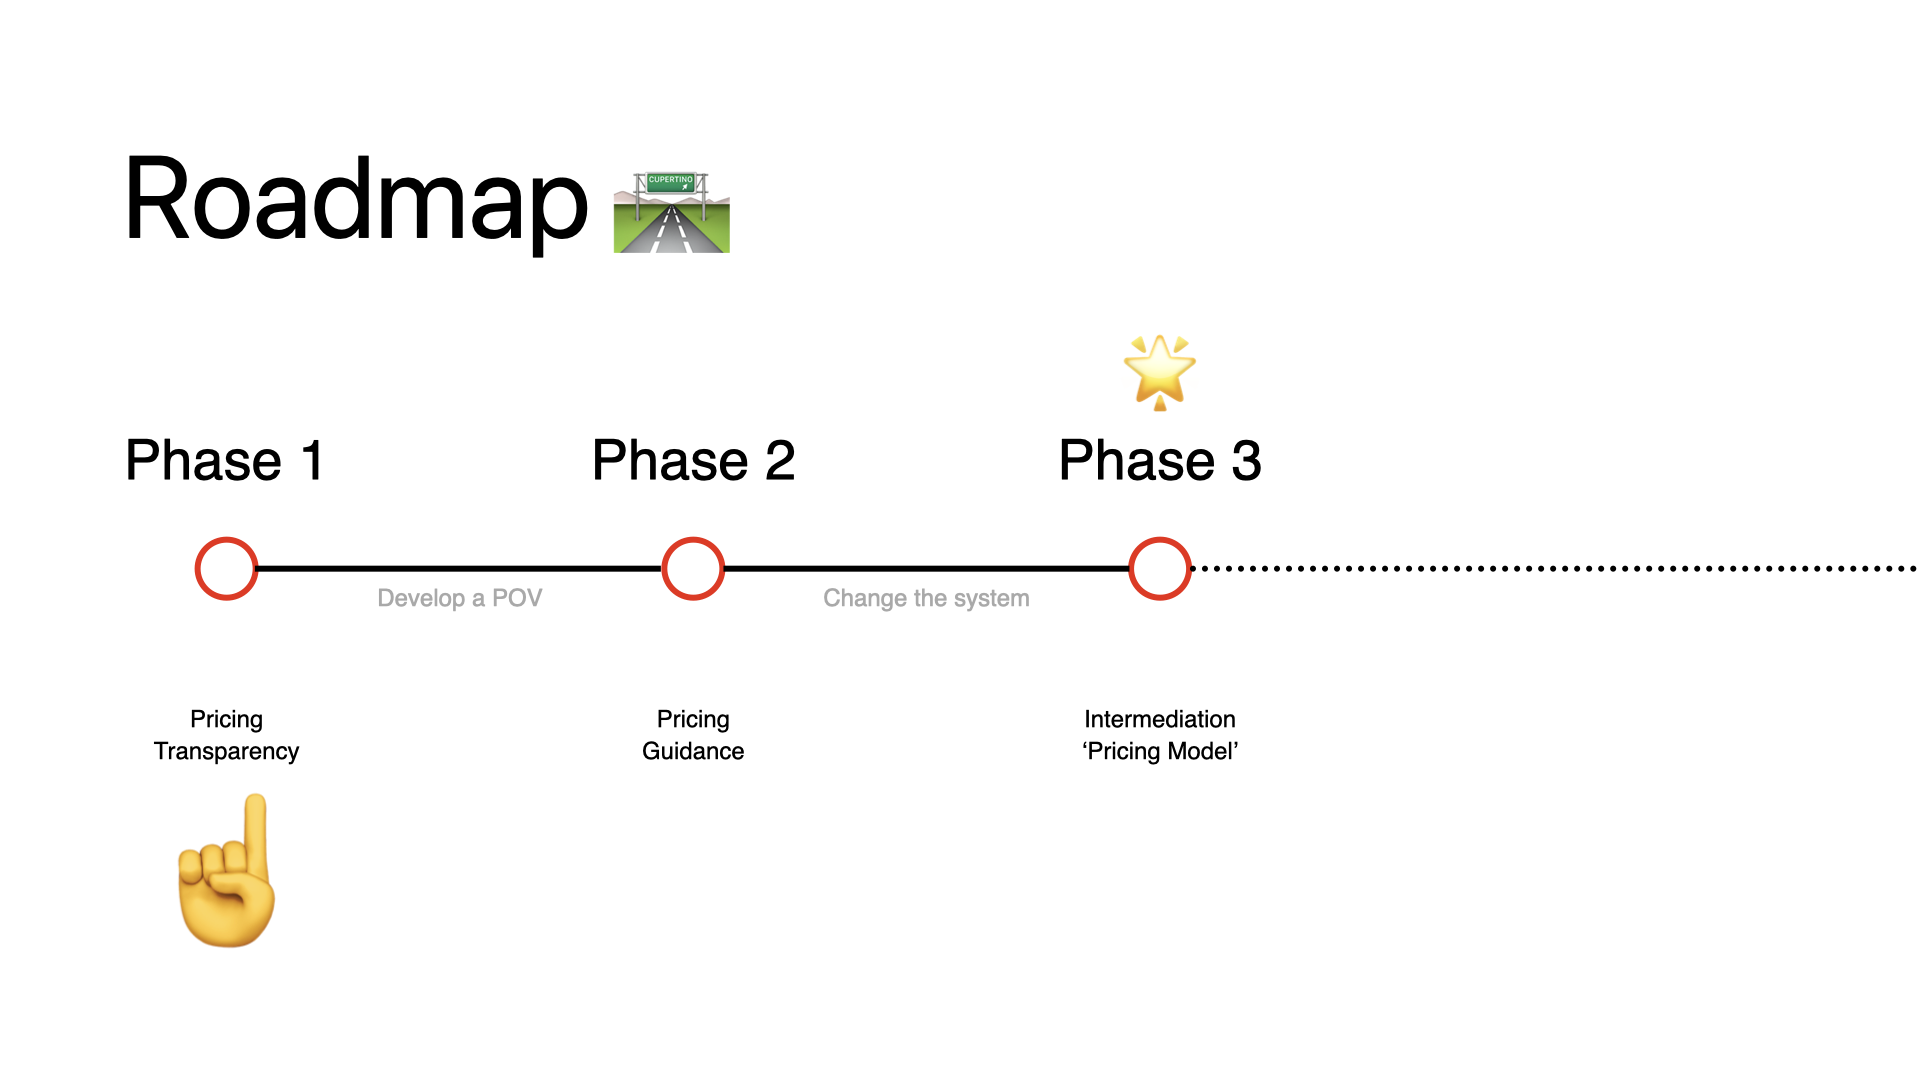 Roadmap
CUPERTINO
Phase 1
Phase 2
Phase 3
Develop a POV
Change the system
Pricing
Transparency
Pricing
Guidance
Intermediation
‘Pricing Model’